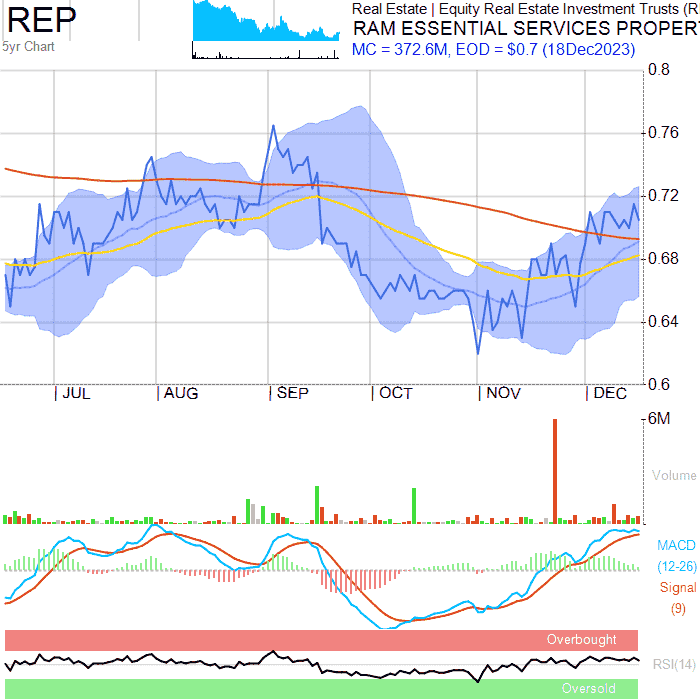 REP
5yr Chart
Real Estate | Equity Real Estate Investment Trusts (R
RAM ESSENTIAL SERVICES PROPER
MC = 372.6M, EOD = $0.7 (18Dec2023)
0.8
0.76
0.72
0.68
0.64
0.6
JUL
AUG
SEP
OCT
NOV
DEC
6M
Volume
MACD
(12-26)
Signal
(9)
Overbought
RSI(14)
Oversold